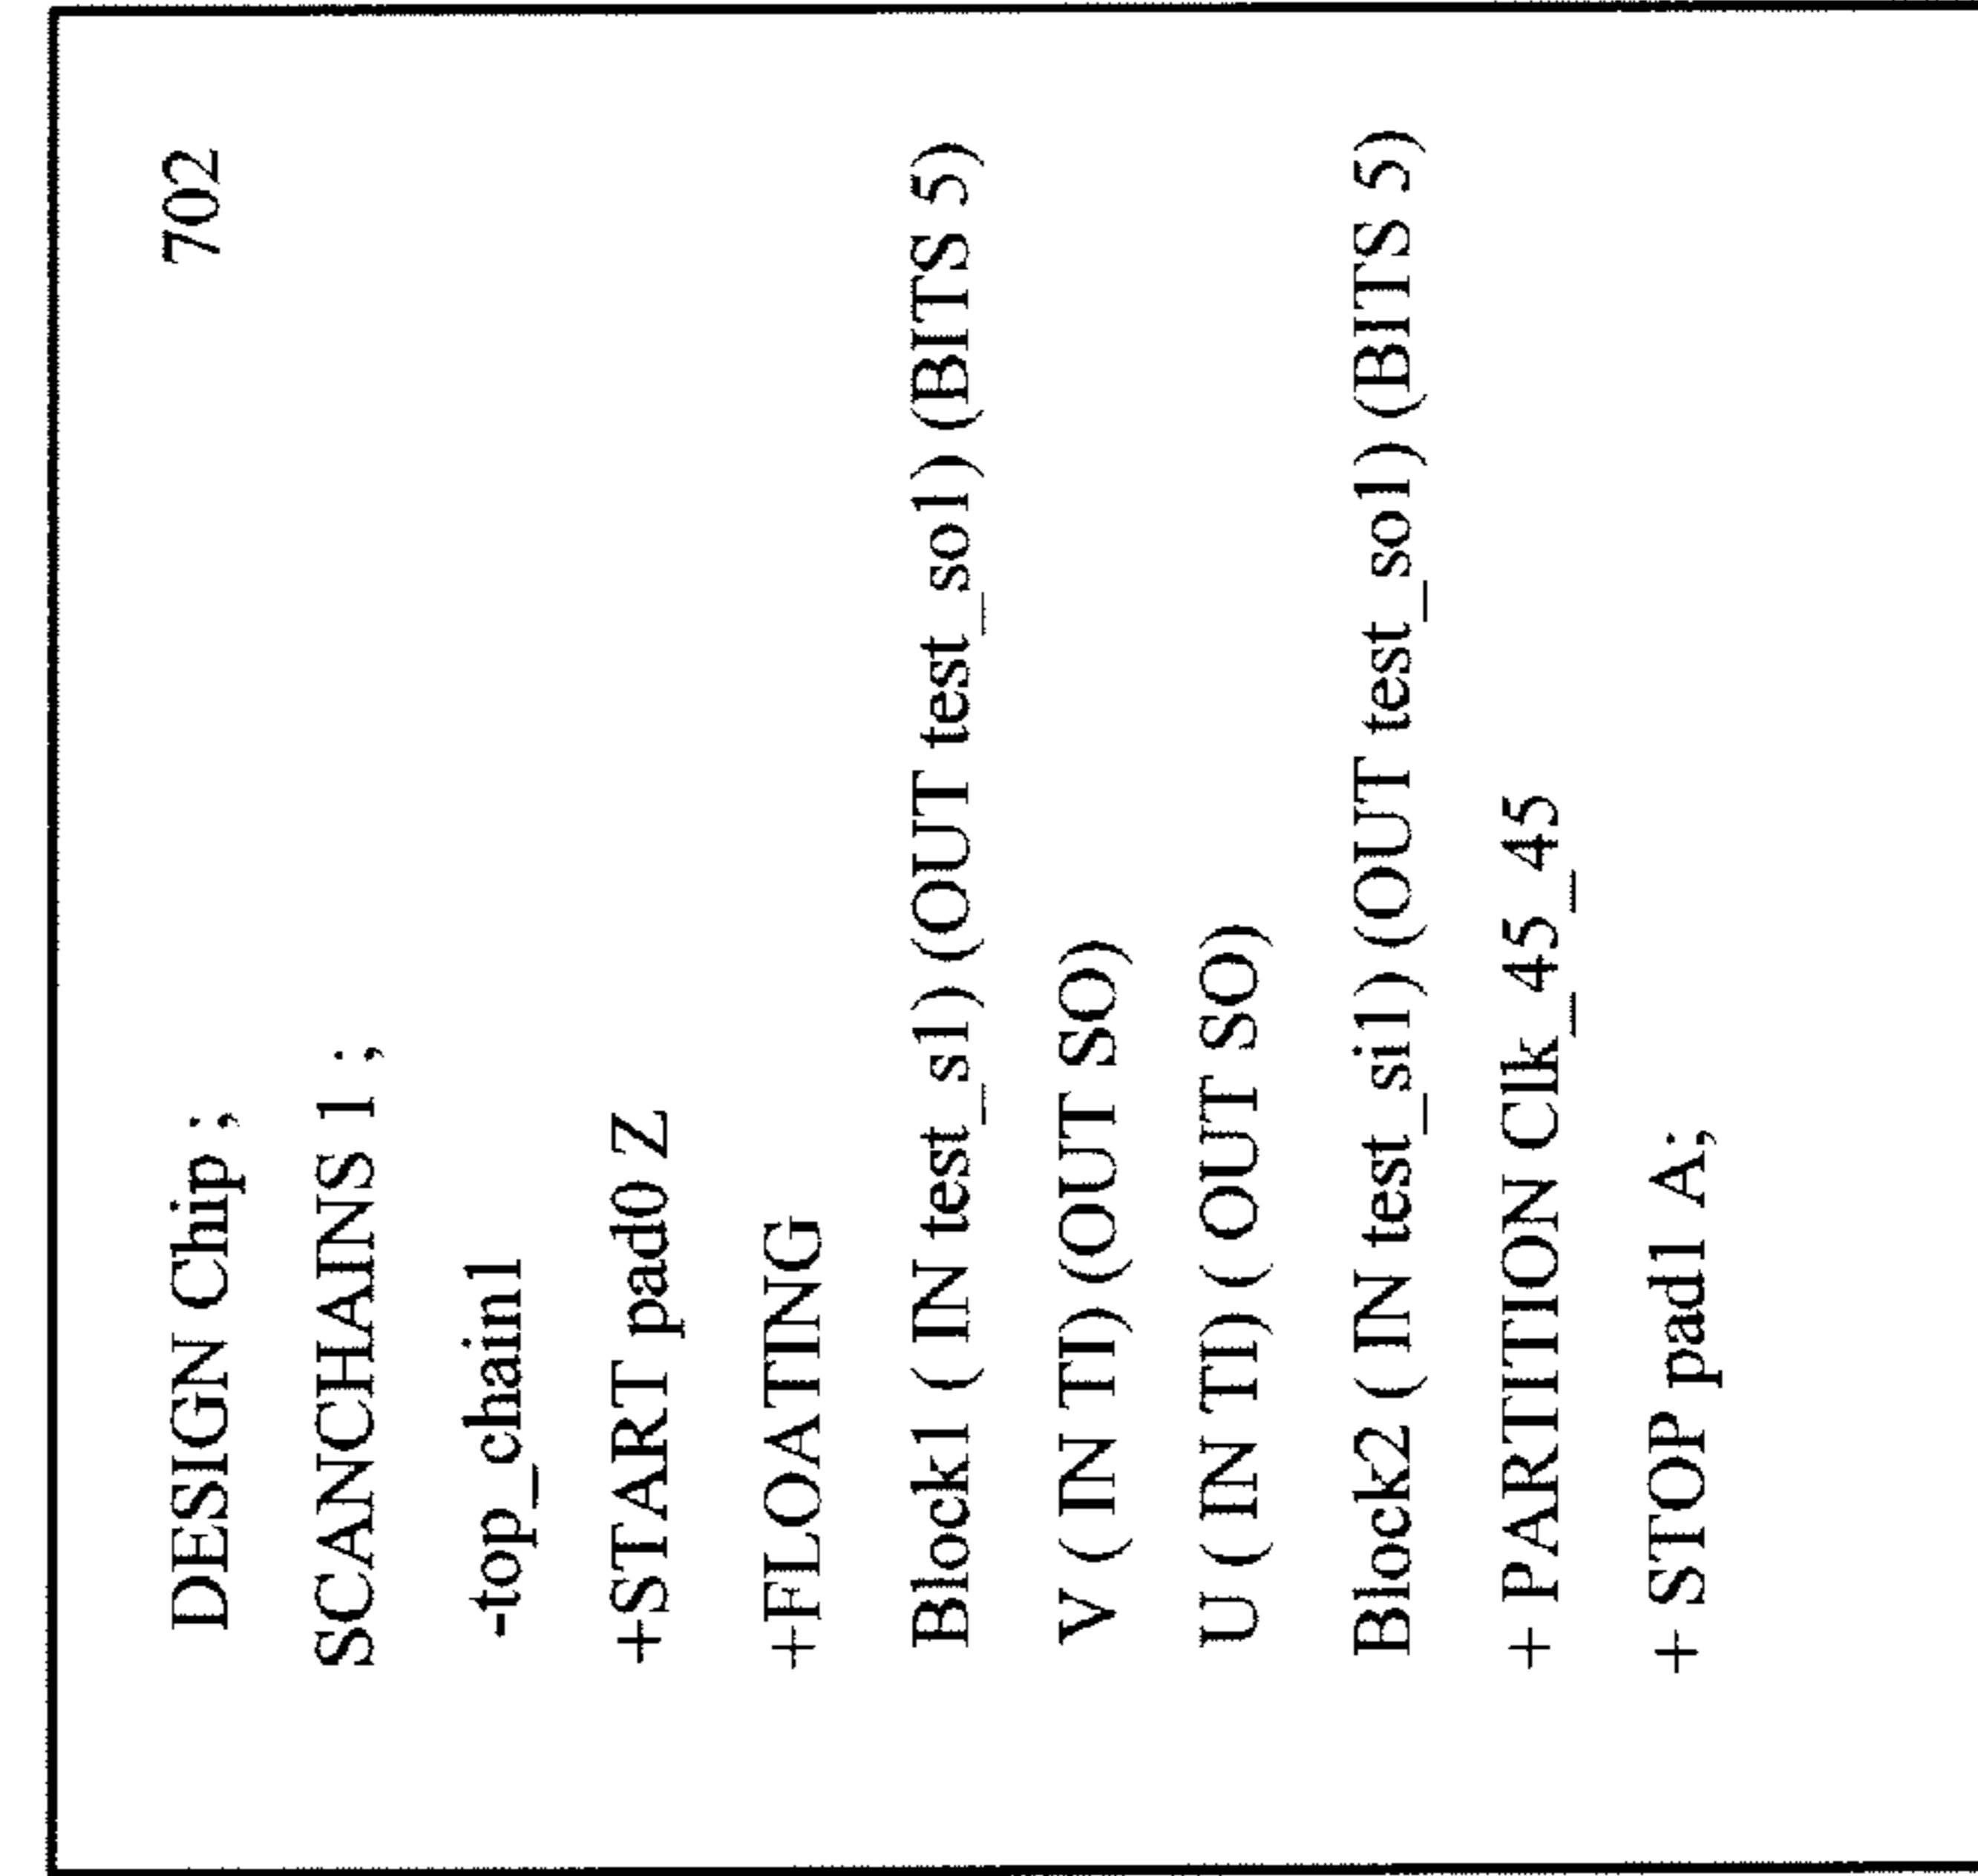 DESIGN Chip ; 702
SCANCHAINS 1 ;
-top_chain1
+START pad0 Z
+FLOATING
Block1 ( IN test_s1) (OUT test_so1) (BITS 5)
V ( IN TI) (OUT SO)
U ( IN TI) ( OUT SO)
Block2 ( IN test_si1) (OUT test_so1) (BITS 5)
+ PARTITION Clk_45_45
+ STOP pad1 A;